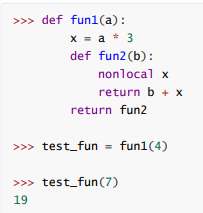 >>> def fun1(a):
        x = a * 3
        def fun2(b):
            nonlocal x
            return b + x
        return fun2
>>> test_fun = fun1(4)
>>> test_fun(7)
19